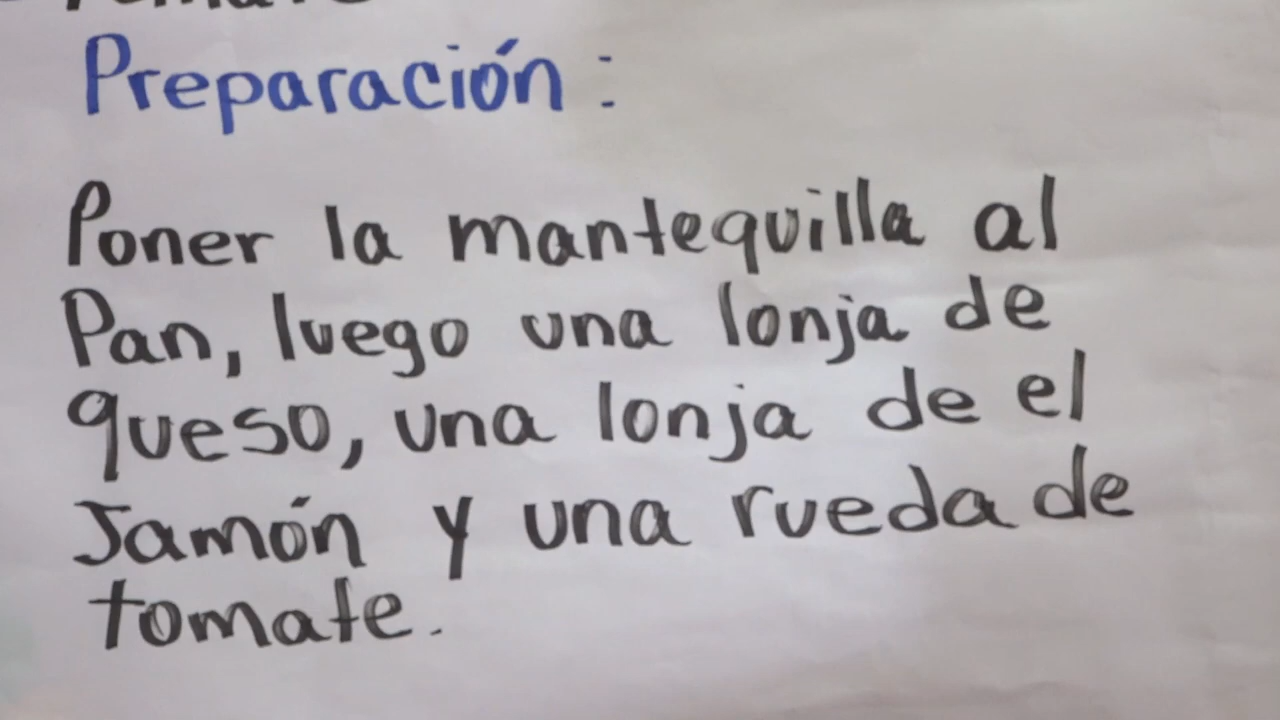 Preparación:
Poner la mantequilla al
Pan, luego una lonja de
queso, una lonja de el
Jamón y una rueda de
tomate.